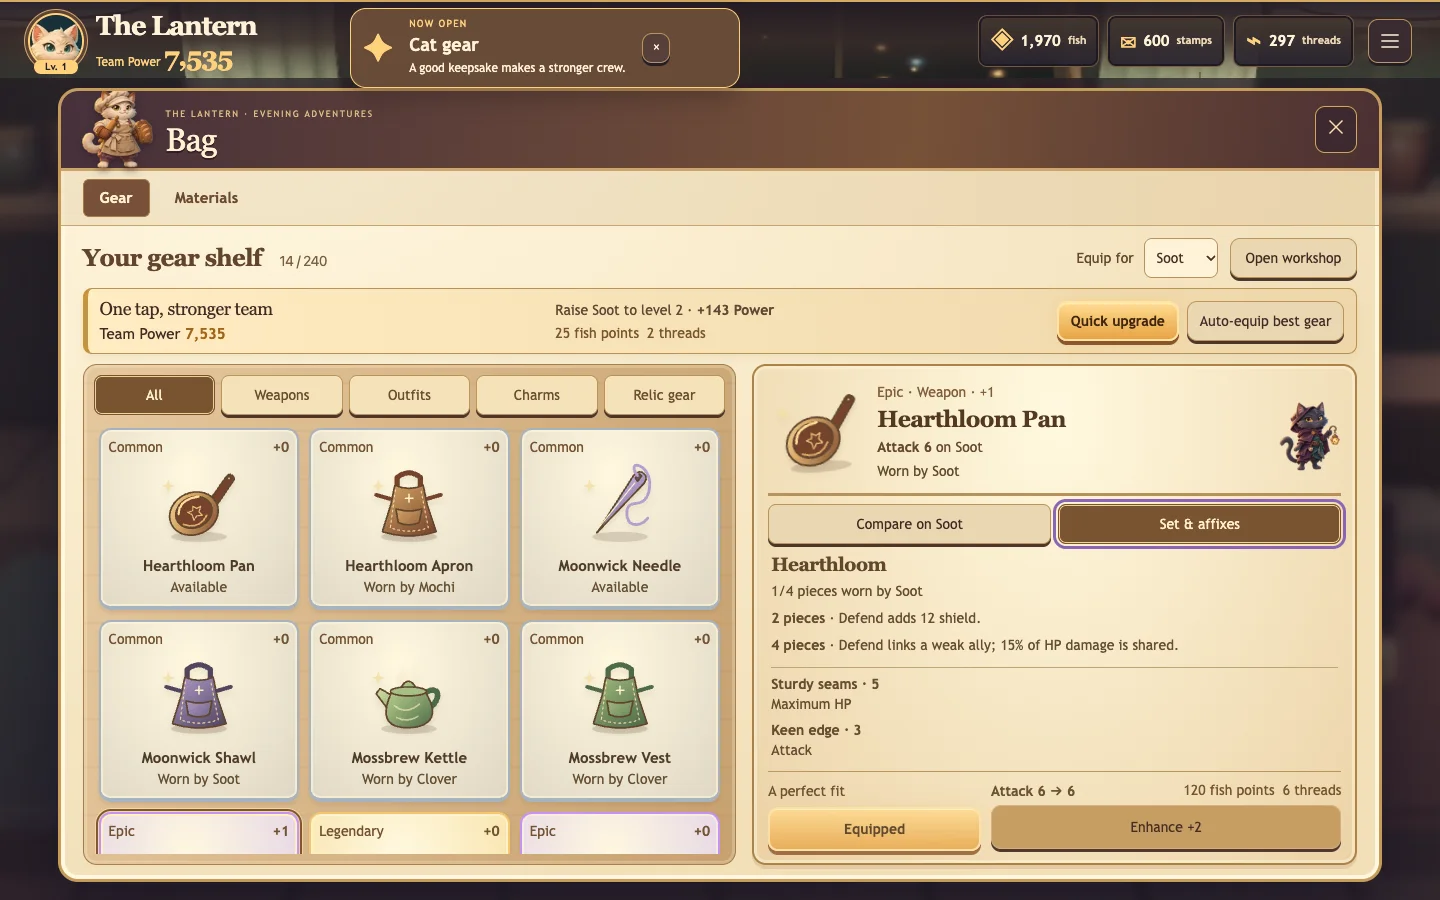 The Lantern
Team Power 7,535
Lv. 1
NOW OPEN
Cat gear
A good keepsake makes a stronger crew.
×
1,970 fish
600 stamps
297 threads
THE LANTERN · EVENING ADVENTURES
Bag
Gear
Materials
Your gear shelf 14 / 240
Equip for Soot
Open workshop
One tap, stronger team
Team Power 7,535
Raise Soot to level 2 · +143 Power
25 fish points 2 threads
Quick upgrade
Auto-equip best gear
All
Weapons
Outfits
Charms
Relic gear
Common +0
Hearthloom Pan
Available
Common +0
Hearthloom Apron
Worn by Mochi
Common +0
Moonwick Needle
Available
Common +0
Moonwick Shawl
Worn by Soot
Common +0
Mossbrew Kettle
Worn by Clover
Common +0
Mossbrew Vest
Worn by Clover
Epic +1
Legendary +0
Epic +0
Epic · Weapon · +1
Hearthloom Pan
Attack 6 on Soot
Worn by Soot
Compare on Soot
Set & affixes
Hearthloom
1/4 pieces worn by Soot
2 pieces · Defend adds 12 shield.
4 pieces · Defend links a weak ally; 15% of HP damage is shared.
Sturdy seams · 5
Maximum HP
Keen edge · 3
Attack
A perfect fit
Equipped
Attack 6 → 6
120 fish points 6 threads
Enhance +2